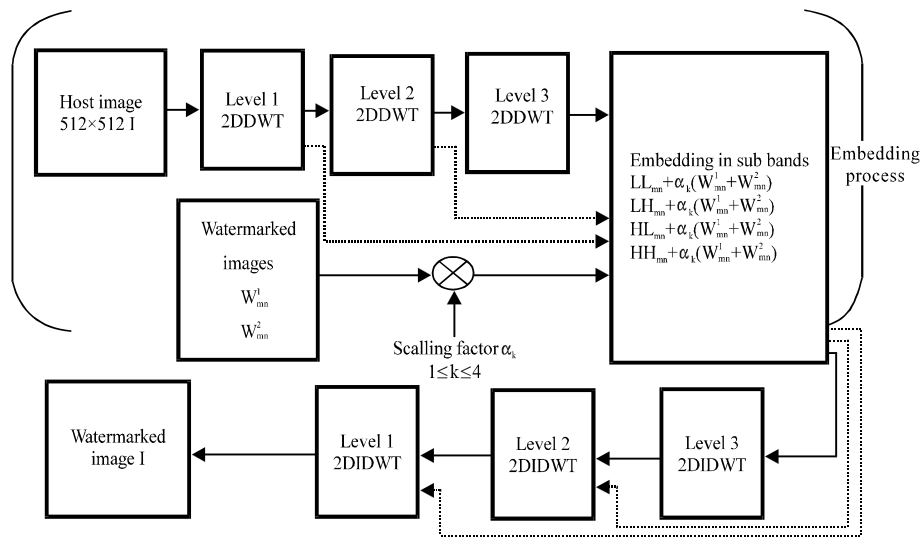 Host image
512×512 I
Level 1
2DDWT
Level 2
2DDWT
Level 3
2DDWT
Embedding in sub bands
LLₘₙ+αₖ(W¹ₘₙ+W²ₘₙ)
LHₘₙ+αₖ(W¹ₘₙ+W²ₘₙ)
HLₘₙ+αₖ(W¹ₘₙ+W²ₘₙ)
HHₘₙ+αₖ(W¹ₘₙ+W²ₘₙ)
Embedding
process
Watermarked
images
W¹ₘₙ
W²ₘₙ
Scalling factor αₖ
1≤k≤4
Watermarked
image I
Level 1
2DIDWT
Level 2
2DIDWT
Level 3
2DIDWT